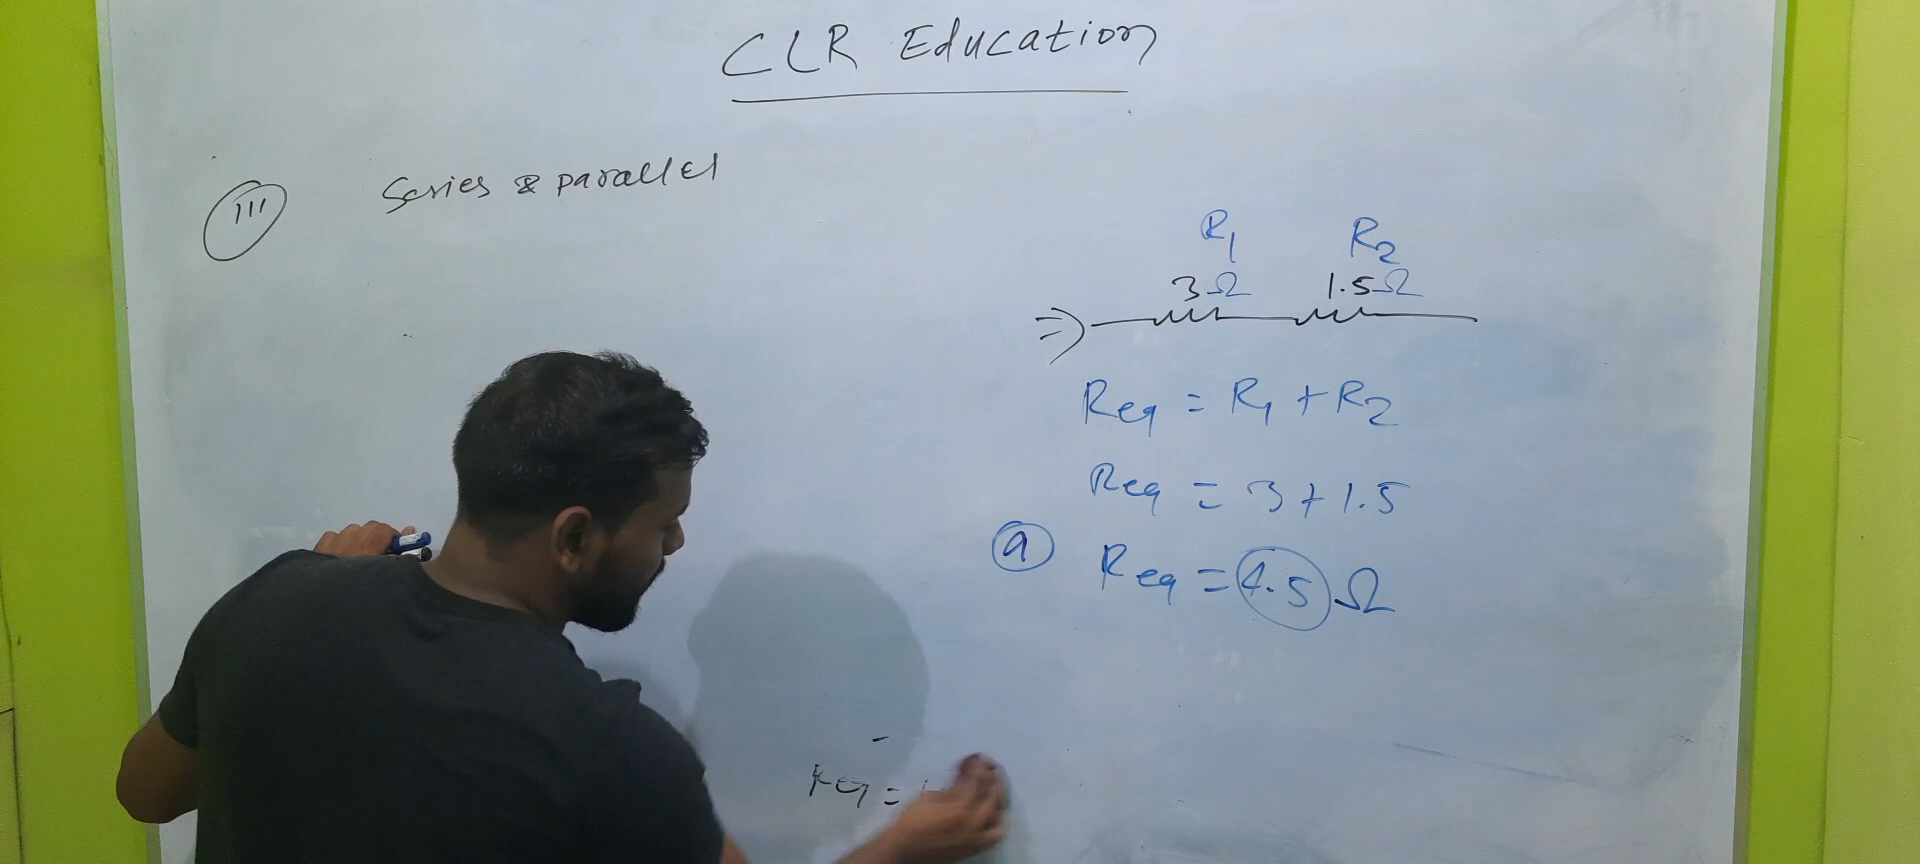 CLR Education
III Series & parallel
R1 R2
3Ω 1.5Ω
⇒
Req = R1 + R2
Req = 3 + 1.5
a Req = 4.5 Ω
Req =